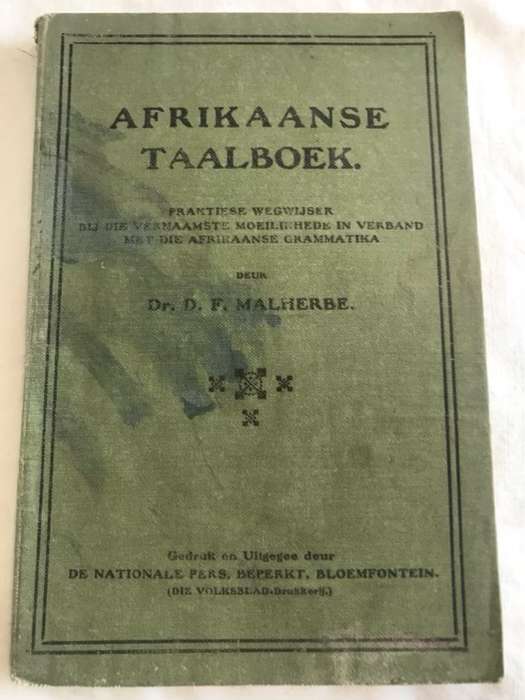 AFRIKAANSE
TAALBOEK.
PRAKTIESE WEGWIJSER
BIJ DIE VERNAAMSTE MOEILIKHEDE IN VERBAND
MET DIE AFRIKAANSE GRAMMATIKA
DEUR
Dr. D. F. MALHERBE.
Gedruk en Uitgegee deur
DE NATIONALE PERS, BEPERKT, BLOEMFONTEIN.
(DIE VOLKSBLAD-Drukkerij.)